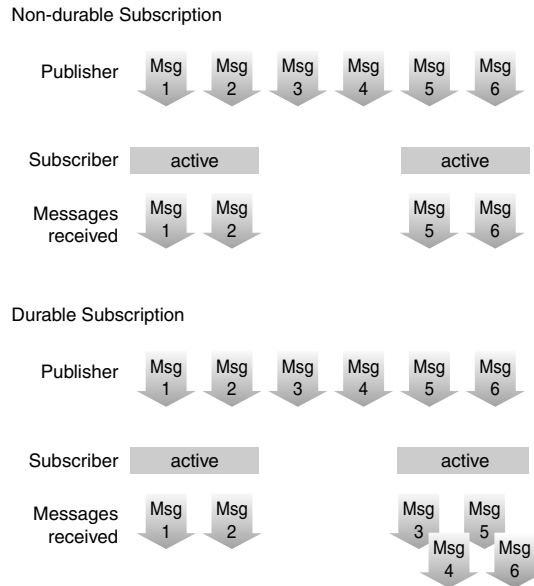 Non-durable Subscription
Publisher
Msg 1
Msg 2
Msg 3
Msg 4
Msg 5
Msg 6
Subscriber
active
active
Messages
received
Msg 1
Msg 2
Msg 5
Msg 6
Durable Subscription
Publisher
Msg 1
Msg 2
Msg 3
Msg 4
Msg 5
Msg 6
Subscriber
active
active
Messages
received
Msg 1
Msg 2
Msg 3
Msg 5
Msg 4
Msg 6